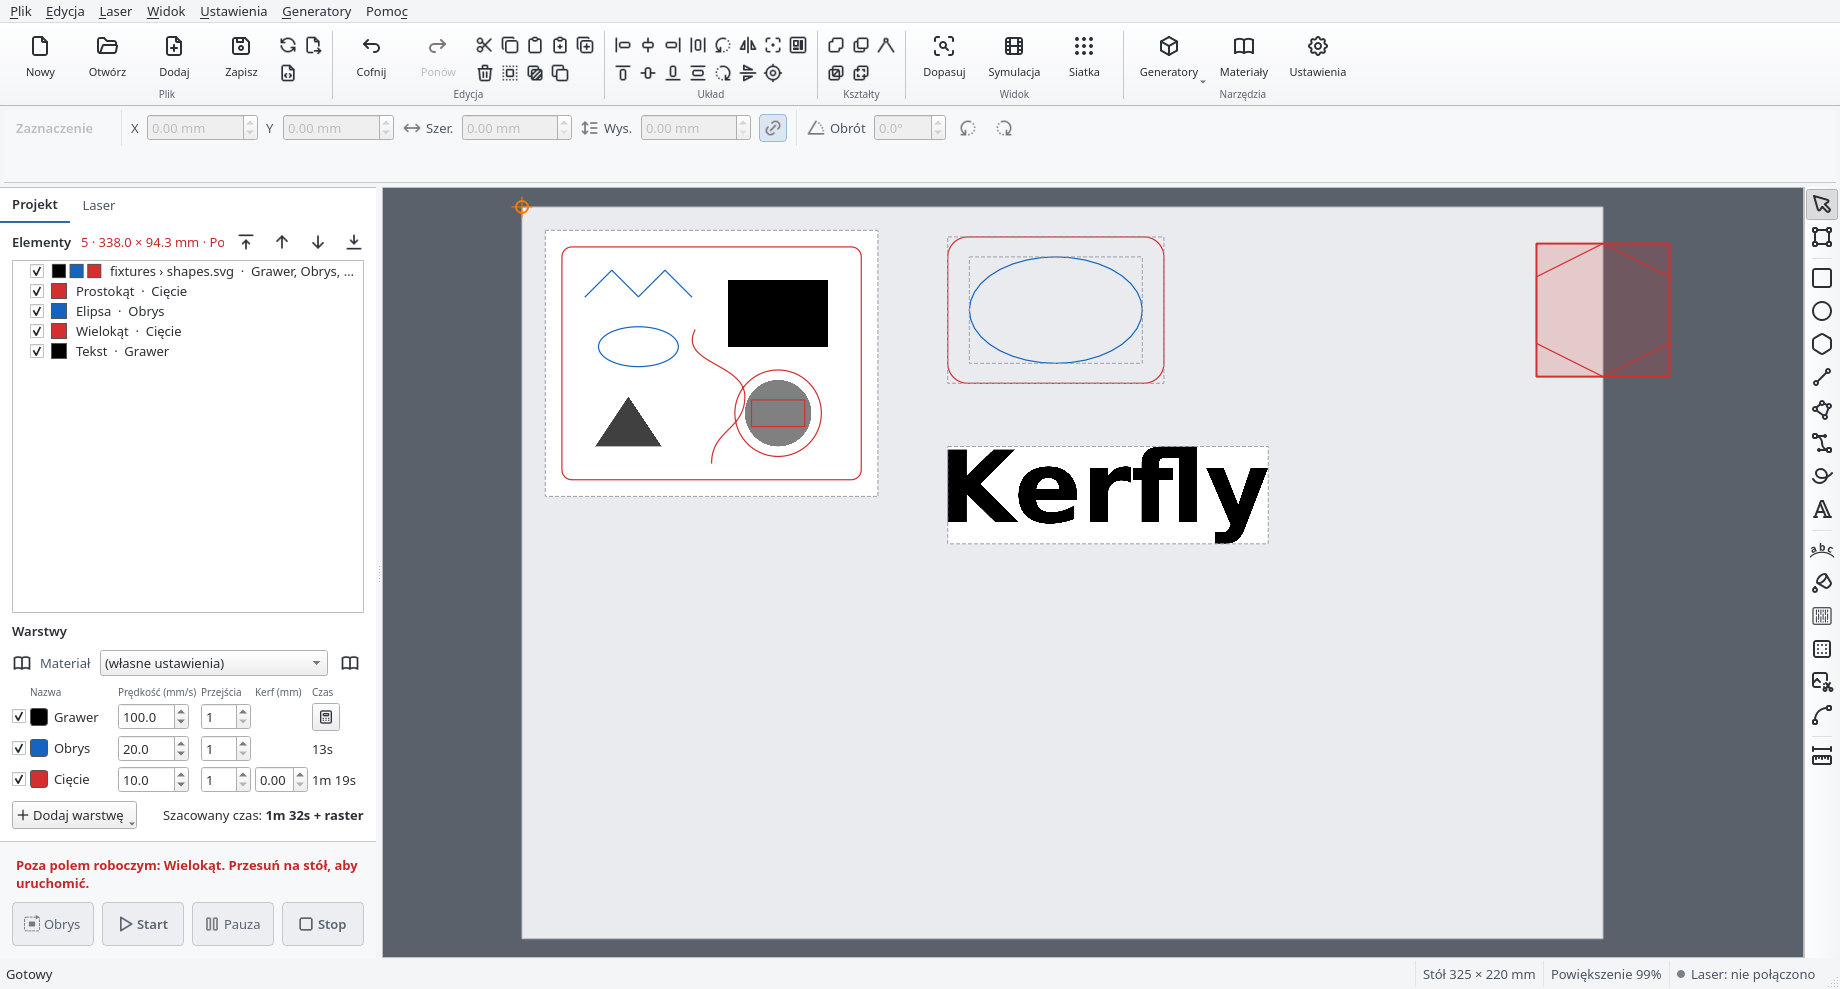 Plik Edycja Laser Widok Ustawienia Generatory Pomoc
Nowy Otwórz Dodaj Zapisz Cofnij Ponów Dopasuj Symulacja Siatka Generatory Materiały Ustawienia
Plik Edycja Układ Kształty Widok Narzędzia
Zaznaczenie X 0.00 mm Y 0.00 mm Szer. 0.00 mm Wys. 0.00 mm Obrót 0.0°
Projekt Laser
Elementy 5 · 338.0 × 94.3 mm · Po
fixtures › shapes.svg · Grawer, Obrys, ...
Prostokąt · Cięcie
Elipsa · Obrys
Wielokąt · Cięcie
Tekst · Grawer
Kerfly
abc
Warstwy
Materiał (własne ustawienia)
Nazwa Prędkość (mm/s) Przejścia Kerf (mm) Czas
Grawer 100.0 1
Obrys 20.0 1 13s
Cięcie 10.0 1 0.00 1m 19s
Dodaj warstwę Szacowany czas: 1m 32s + raster
Poza polem roboczym: Wielokąt. Przesuń na stół, aby
uruchomić.
Obrys Start Pauza Stop
Gotowy Stół 325 × 220 mm Powiększenie 99% Laser: nie połączono